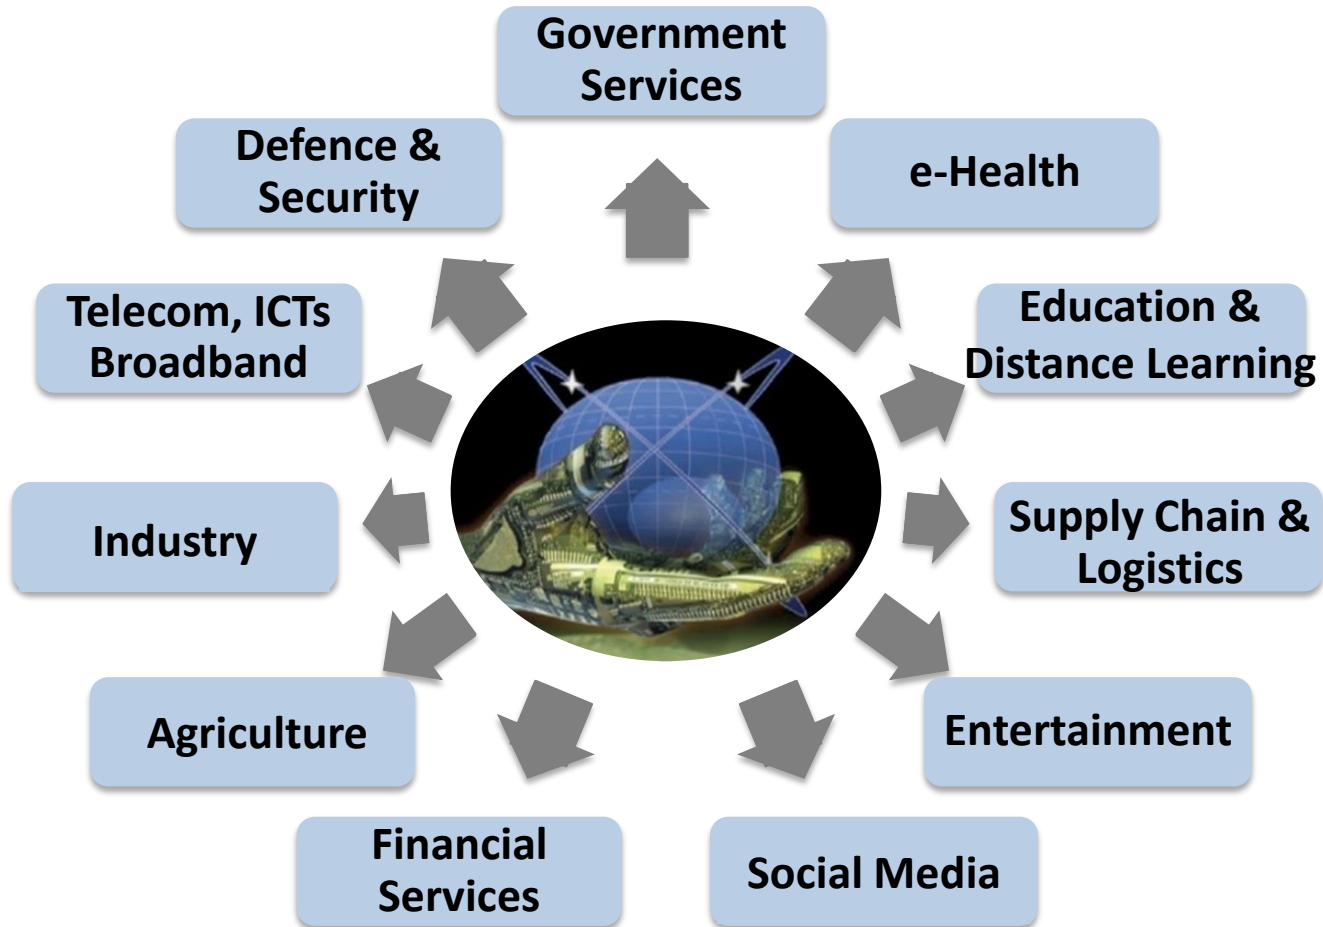 Government
Services
Defence &
Security
e-Health
Telecom, ICTs
Broadband
Education &
Distance Learning
Industry
Supply Chain &
Logistics
Agriculture
Entertainment
Financial
Services
Social Media